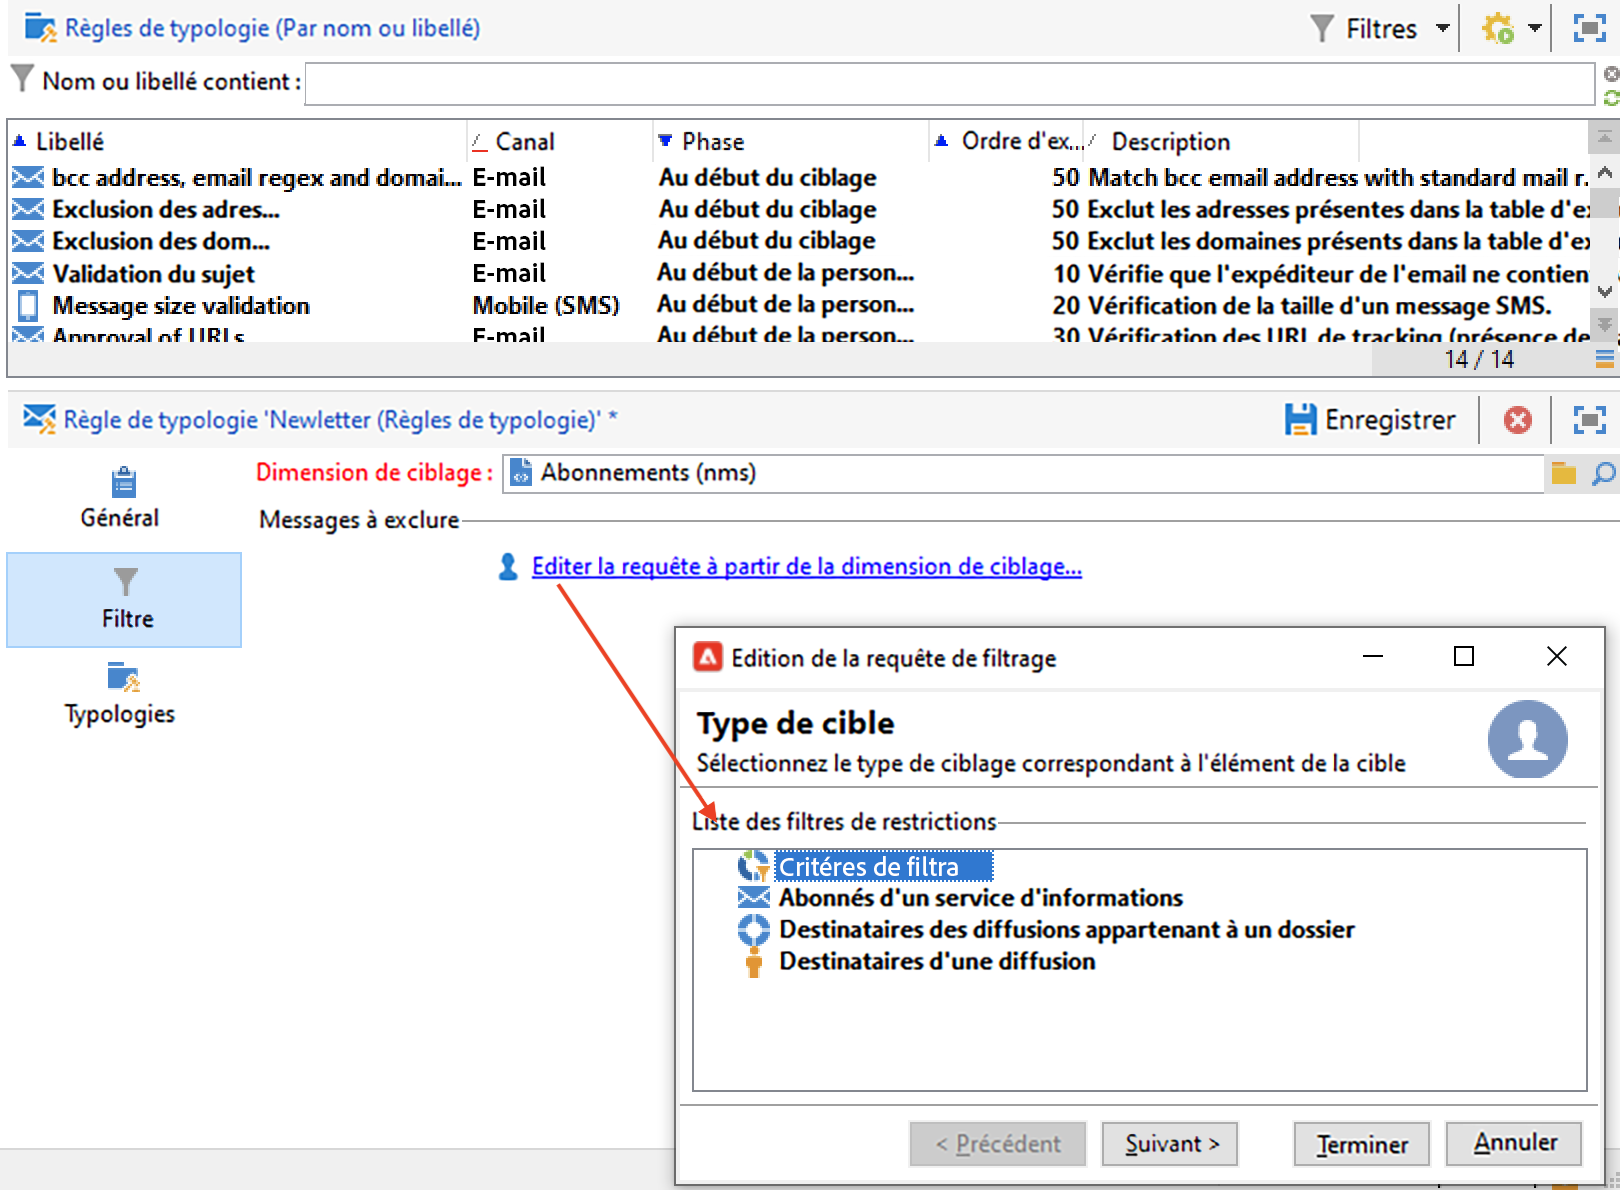 Règles de typologie (Par nom ou libellé)
Filtres
Nom ou libellé contient :
Libellé Canal Phase Ordre d'ex... Description
bcc address, email regex and domai... E-mail Au début du ciblage 50 Match bcc email address with standard mail r.
Exclusion des adres... E-mail Au début du ciblage 50 Exclut les adresses présentes dans la table d'ex
Exclusion des dom... E-mail Au début du ciblage 50 Exclut les domaines présents dans la table d'ex
Validation du sujet E-mail Au début de la person... 10 Vérifie que l'expéditeur de l'email ne contien
Message size validation Mobile (SMS) Au début de la person... 20 Vérification de la taille d'un message SMS.
Approval of URLs E-mail Au début de la person... 30 Vérification des URL de tracking (présence de
14 / 14
Règle de typologie 'Newletter (Règles de typologie)' *
Enregistrer
Dimension de ciblage : Abonnements (nms)
Général
Messages à exclure
Editer la requête à partir de la dimension de ciblage...
Filtre
Typologies
Edition de la requête de filtrage
Type de cible
Sélectionnez le type de ciblage correspondant à l'élément de la cible
Liste des filtres de restrictions
Critéres de filtra
Abonnés d'un service d'informations
Destinataires des diffusions appartenant à un dossier
Destinataires d'une diffusion
< Précédent Suivant > Terminer Annuler